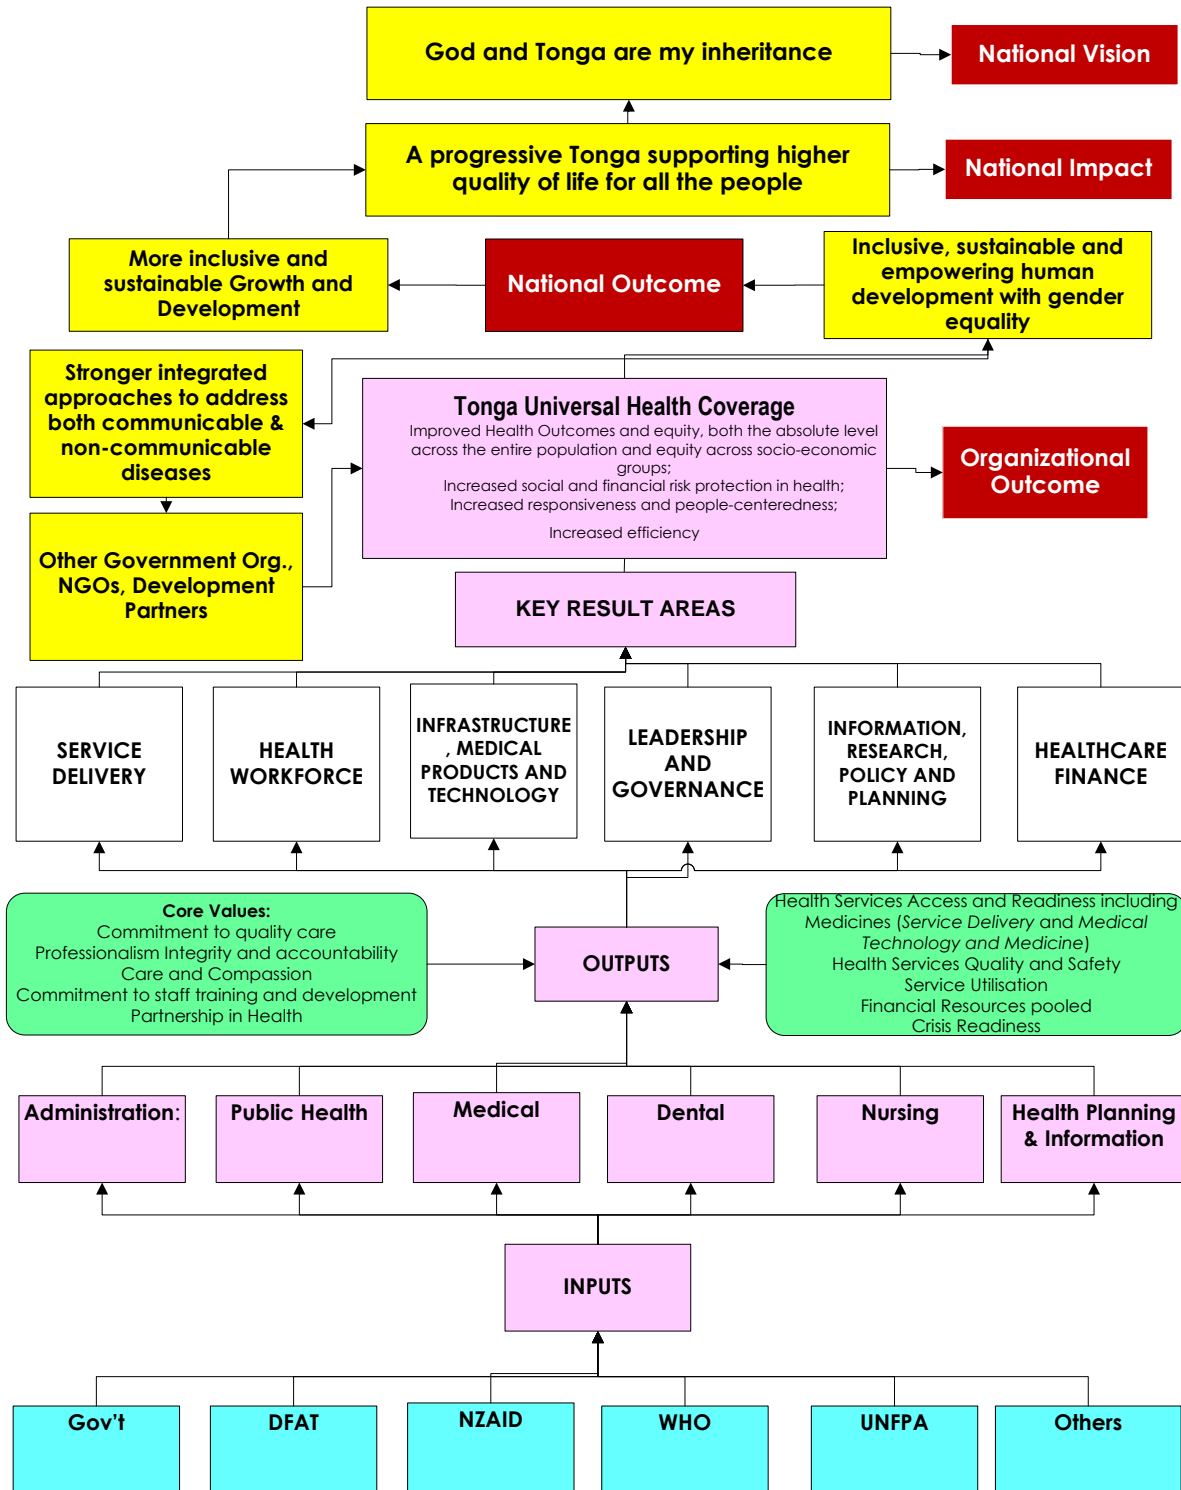 God and Tonga are my inheritance
National Vision
A progressive Tonga supporting higher
quality of life for all the people
National Impact
More inclusive and
sustainable Growth and
Development
National Outcome
Inclusive, sustainable and
empowering human
development with gender
equality
Stronger integrated
approaches to address
both communicable &
non-communicable
diseases
Tonga Universal Health Coverage
Improved Health Outcomes and equity, both the absolute level
across the entire population and equity across socio-economic
groups;
Increased social and financial risk protection in health;
Increased responsiveness and people-centeredness;
Increased efficiency
Organizational
Outcome
Other Government Org.,
NGOs, Development
Partners
KEY RESULT AREAS
SERVICE
DELIVERY
HEALTH
WORKFORCE
INFRASTRUCTURE
, MEDICAL
PRODUCTS AND
TECHNOLOGY
LEADERSHIP
AND
GOVERNANCE
INFORMATION,
RESEARCH,
POLICY AND
PLANNING
HEALTHCARE
FINANCE
Core Values:
Commitment to quality care
Professionalism Integrity and accountability
Care and Compassion
Commitment to staff training and development
Partnership in Health
OUTPUTS
Health Services Access and Readiness including
Medicines (Service Delivery and Medical
Technology and Medicine)
Health Services Quality and Safety
Service Utilisation
Financial Resources pooled
Crisis Readiness
Administration:
Public Health
Medical
Dental
Nursing
Health Planning
& Information
INPUTS
Gov't
DFAT
NZAID
WHO
UNFPA
Others